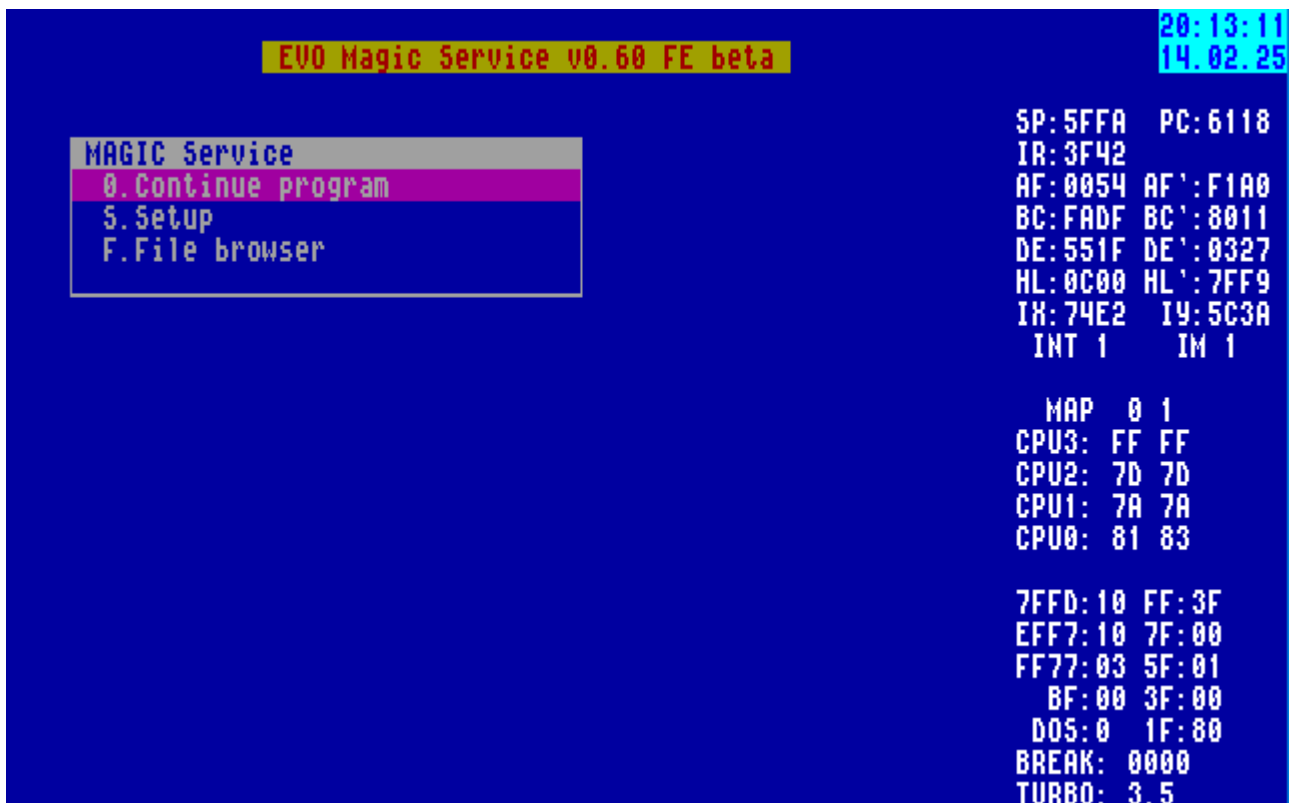 20:13:11
EVO Magic Service v0.60 FE beta
14.02.25
MAGIC Service
0.Continue program
S.Setup
F.File browser
SP:5FFA PC:6118
IR:3F42
AF:0054 AF':F1A0
BC:FADF BC':8011
DE:551F DE':0327
HL:0C00 HL':7FF9
IX:74E2 IY:5C3A
INT 1 IM 1
MAP 0 1
CPU3: FF FF
CPU2: 7D 7D
CPU1: 7A 7A
CPU0: 81 83
7FFD:10 FF:3F
EFF7:10 7F:00
FF77:03 5F:01
BF:00 3F:00
DOS:0 1F:80
BREAK: 0000
TURBO: 3.5